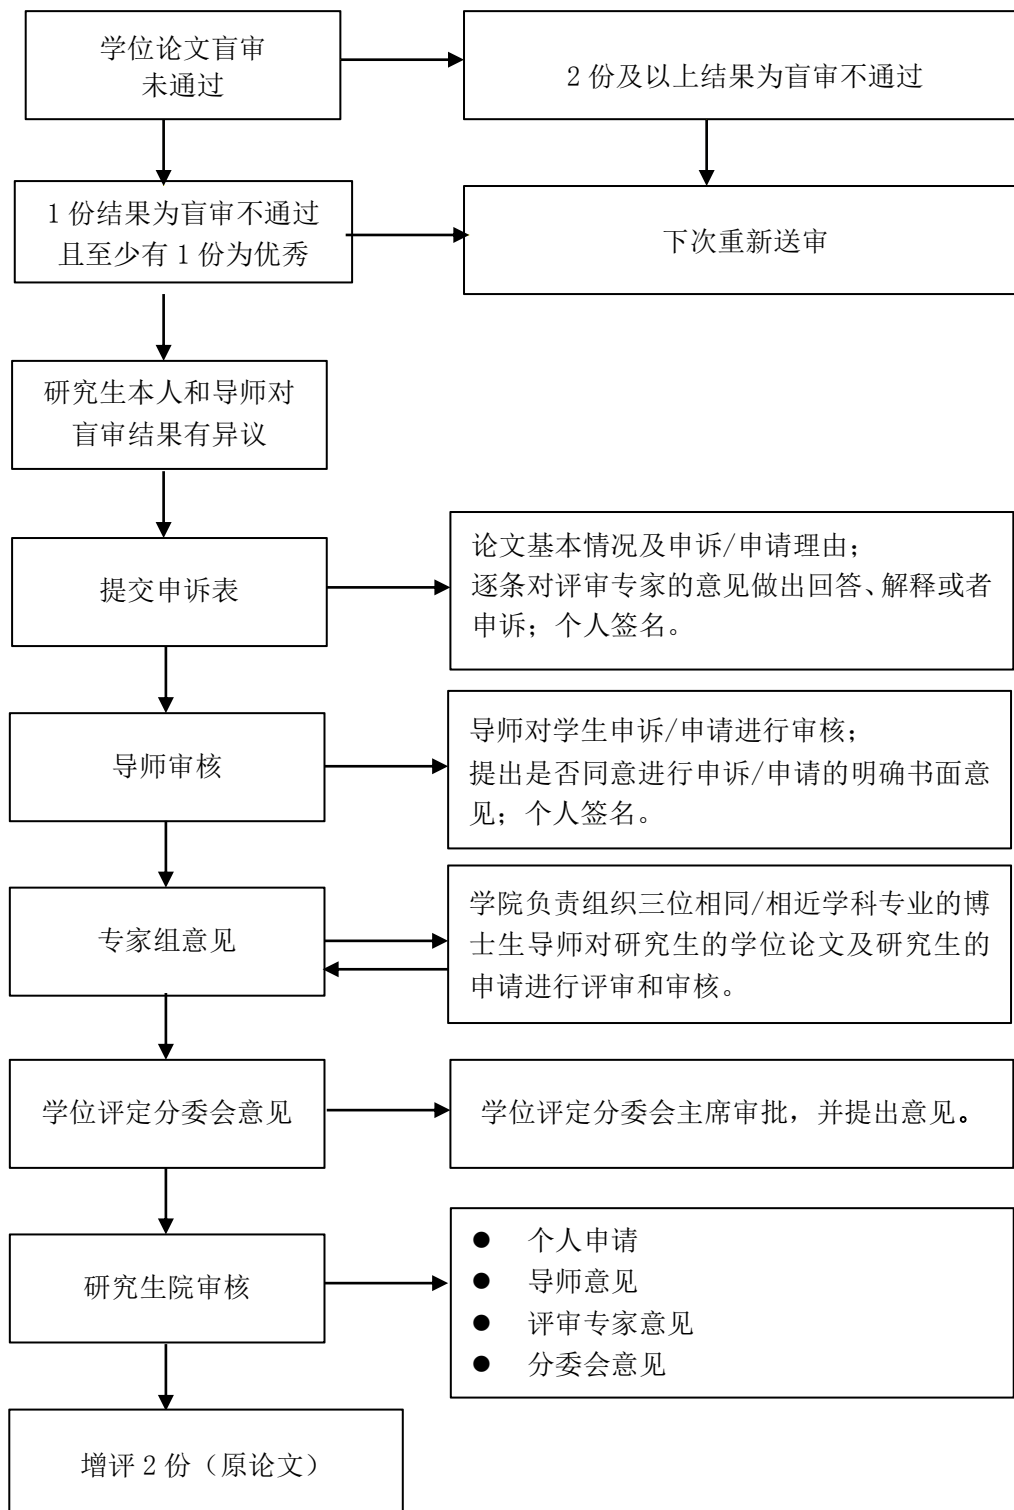 学位论文盲审
未通过
2 份及以上结果为盲审不通过
1 份结果为盲审不通过
且至少有 1 份为优秀
下次重新送审
研究生本人和导师对
盲审结果有异议
提交申诉表
论文基本情况及申诉/申请理由；
逐条对评审专家的意见做出回答、解释或者
申诉；个人签名。
导师审核
导师对学生申诉/申请进行审核；
提出是否同意进行申诉/申请的明确书面意
见；个人签名。
专家组意见
学院负责组织三位相同/相近学科专业的博
士生导师对研究生的学位论文及研究生的
申请进行评审和审核。
学位评定分委会意见
学位评定分委会主席审批，并提出意见。
研究生院审核
● 个人申请
● 导师意见
● 评审专家意见
● 分委会意见
增评 2 份（原论文）